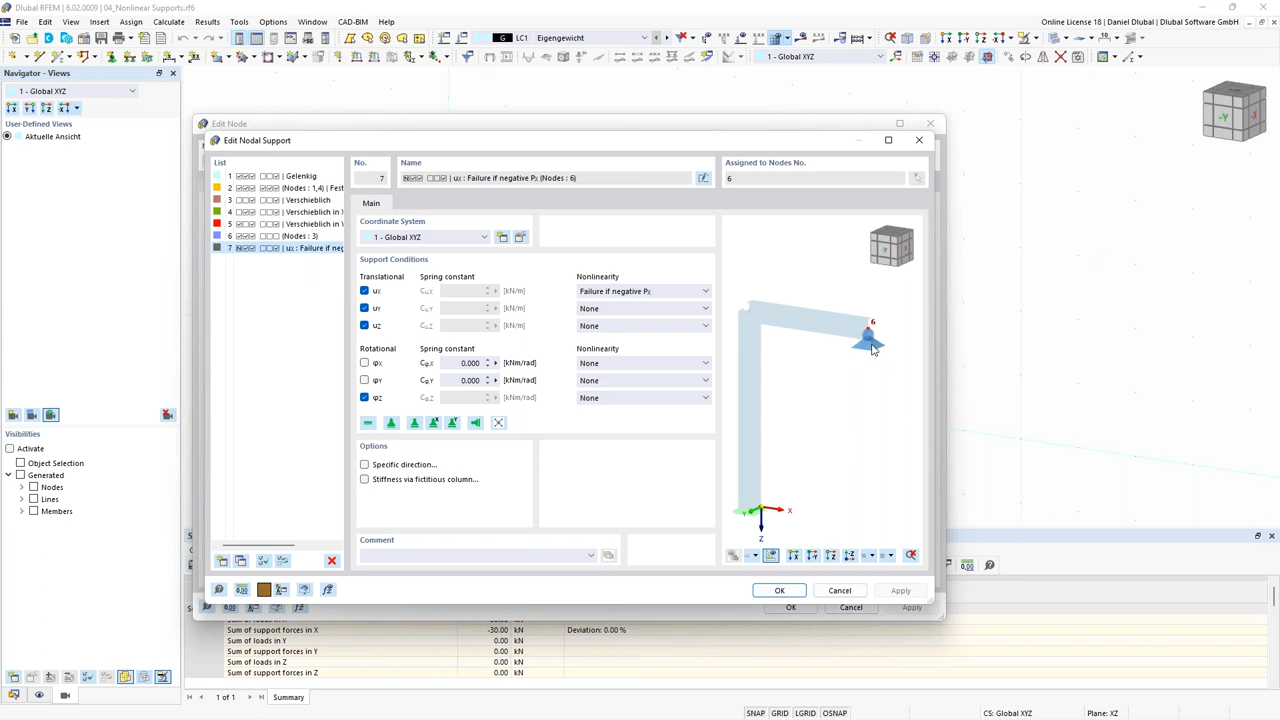 Dlubal RFEM | 6.02.0009 | 04_Nonlinear Supports.rf6
File Edit View Insert Assign Calculate Results Tools Options Window CAD-BIM Help
Online License 18 | Daniel Dlubal | Dlubal Software GmbH
G LC1 Eigengewicht
1 - Global XYZ
Navigator - Views
1 - Global XYZ
User-Defined Views
Aktuelle Ansicht
Visibilities
Activate
Object Selection
Generated
Nodes
Lines
Members
-Y -X
Edit Node
Edit Nodal Support
List
1 | Gelenkig
2 (Nodes : 1,4) | Fest
3 | Verschieblich
4 | Verschieblich in
5 | Verschieblich in
6 (Nodes : 3)
7 | uX : Failure if neg
No.
7
Name
| uX : Failure if negative PX (Nodes : 6)
Assigned to Nodes No.
6
Main
Coordinate System
1 - Global XYZ
Support Conditions
Translational Spring constant Nonlinearity
uX Cu,X [kN/m] Failure if negative PX
uY Cu,Y [kN/m] None
uZ Cu,Z [kN/m] None
Rotational Spring constant Nonlinearity
φX Cφ,X 0.000 [kNm/rad] None
φY Cφ,Y 0.000 [kNm/rad] None
φZ Cφ,Z [kNm/rad] None
Options
Specific direction...
Stiffness via fictitious column...
Comment
6
Y X
Z
OK Cancel Apply
OK Cancel Apply
Sum of support forces in X -30.00 kN Deviation: 0.00 %
Sum of loads in Y 0.00 kN
Sum of support forces in Y 0.00 kN
Sum of loads in Z 0.00 kN
Sum of support forces in Z 0.00 kN
1 of 1 Summary
SNAP GRID LGRID OSNAP CS: Global XYZ Plane: XZ